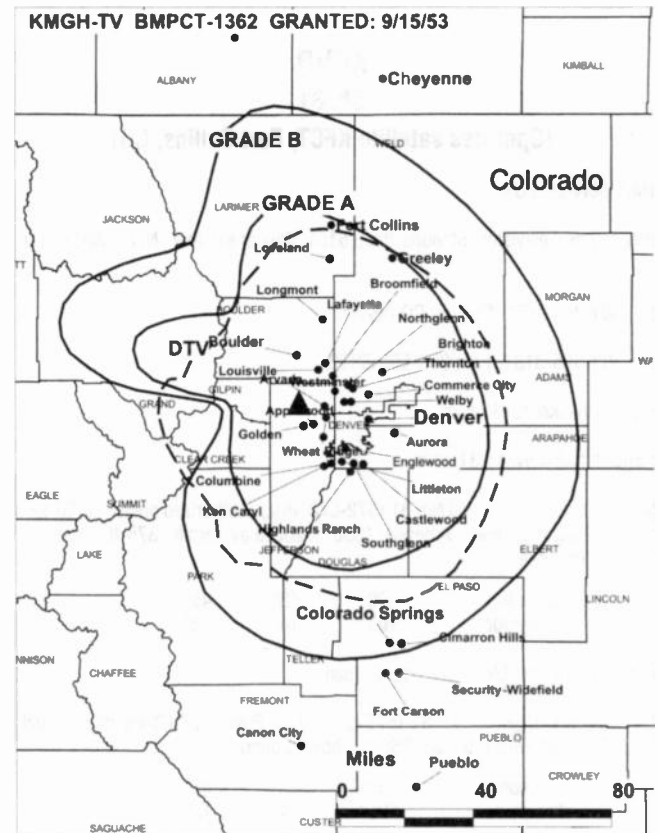 KMGH-TV BMPCT-1362 GRANTED: 9/15/53
ALBANY
Cheyenne
KIMBALL
GRADE B
WELD
Colorado
JACKSON
LARIMER
GRADE A
Fort Collins
Loveland
Greeley
Broomfield
Longmont
Lafayette
MORGAN
BOULDER
Northglenn
DTV
Boulder
Brighton
Louisville
Thornton
Arvada
Westminster
ADAMS
GILPIN
Commerce City
GRAND
Welby
Applewood
DENVER
Denver
Golden
Aurora
ARAPAHOE
Wheat Ridge
CLEAR CREEK
Englewood
EAGLE
Columbine
Littleton
SUMMIT
Ken Caryl
Castlewood
Highlands Ranch
Southglenn
JEFFERSON
ELBERT
LAKE
DOUGLAS
PARK
EL PASO
LINCOLN
Colorado Springs
Cimarron Hills
TELLER
NNISON
CHAFFEE
Security-Widefield
FREMONT
Fort Carson
Canon City
PUEBLO
Miles
Pueblo
CROWLEY
0 40 80
CUSTER
SAGUACHE